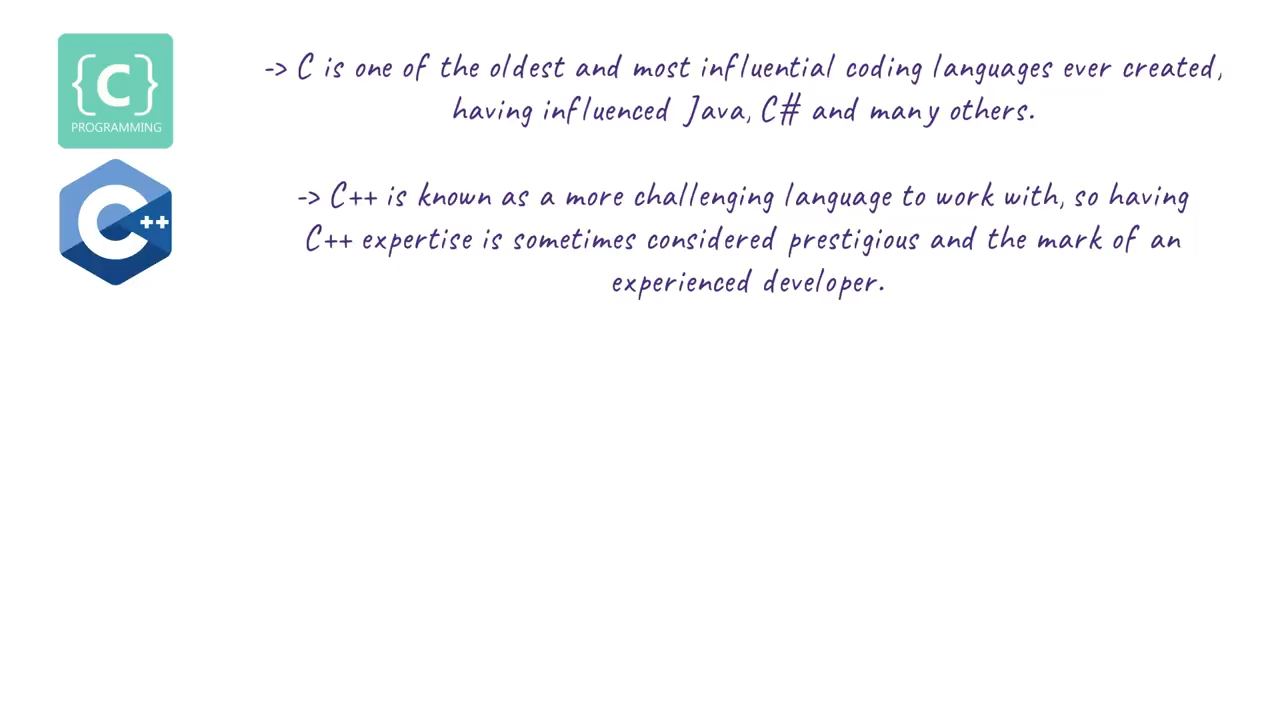 {C}
PROGRAMMING
-> C is one of the oldest and most influential coding languages ever created,
having influenced Java, C# and many others.
C++
-> C++ is known as a more challenging language to work with, so having
C++ expertise is sometimes considered prestigious and the mark of an
experienced developer.